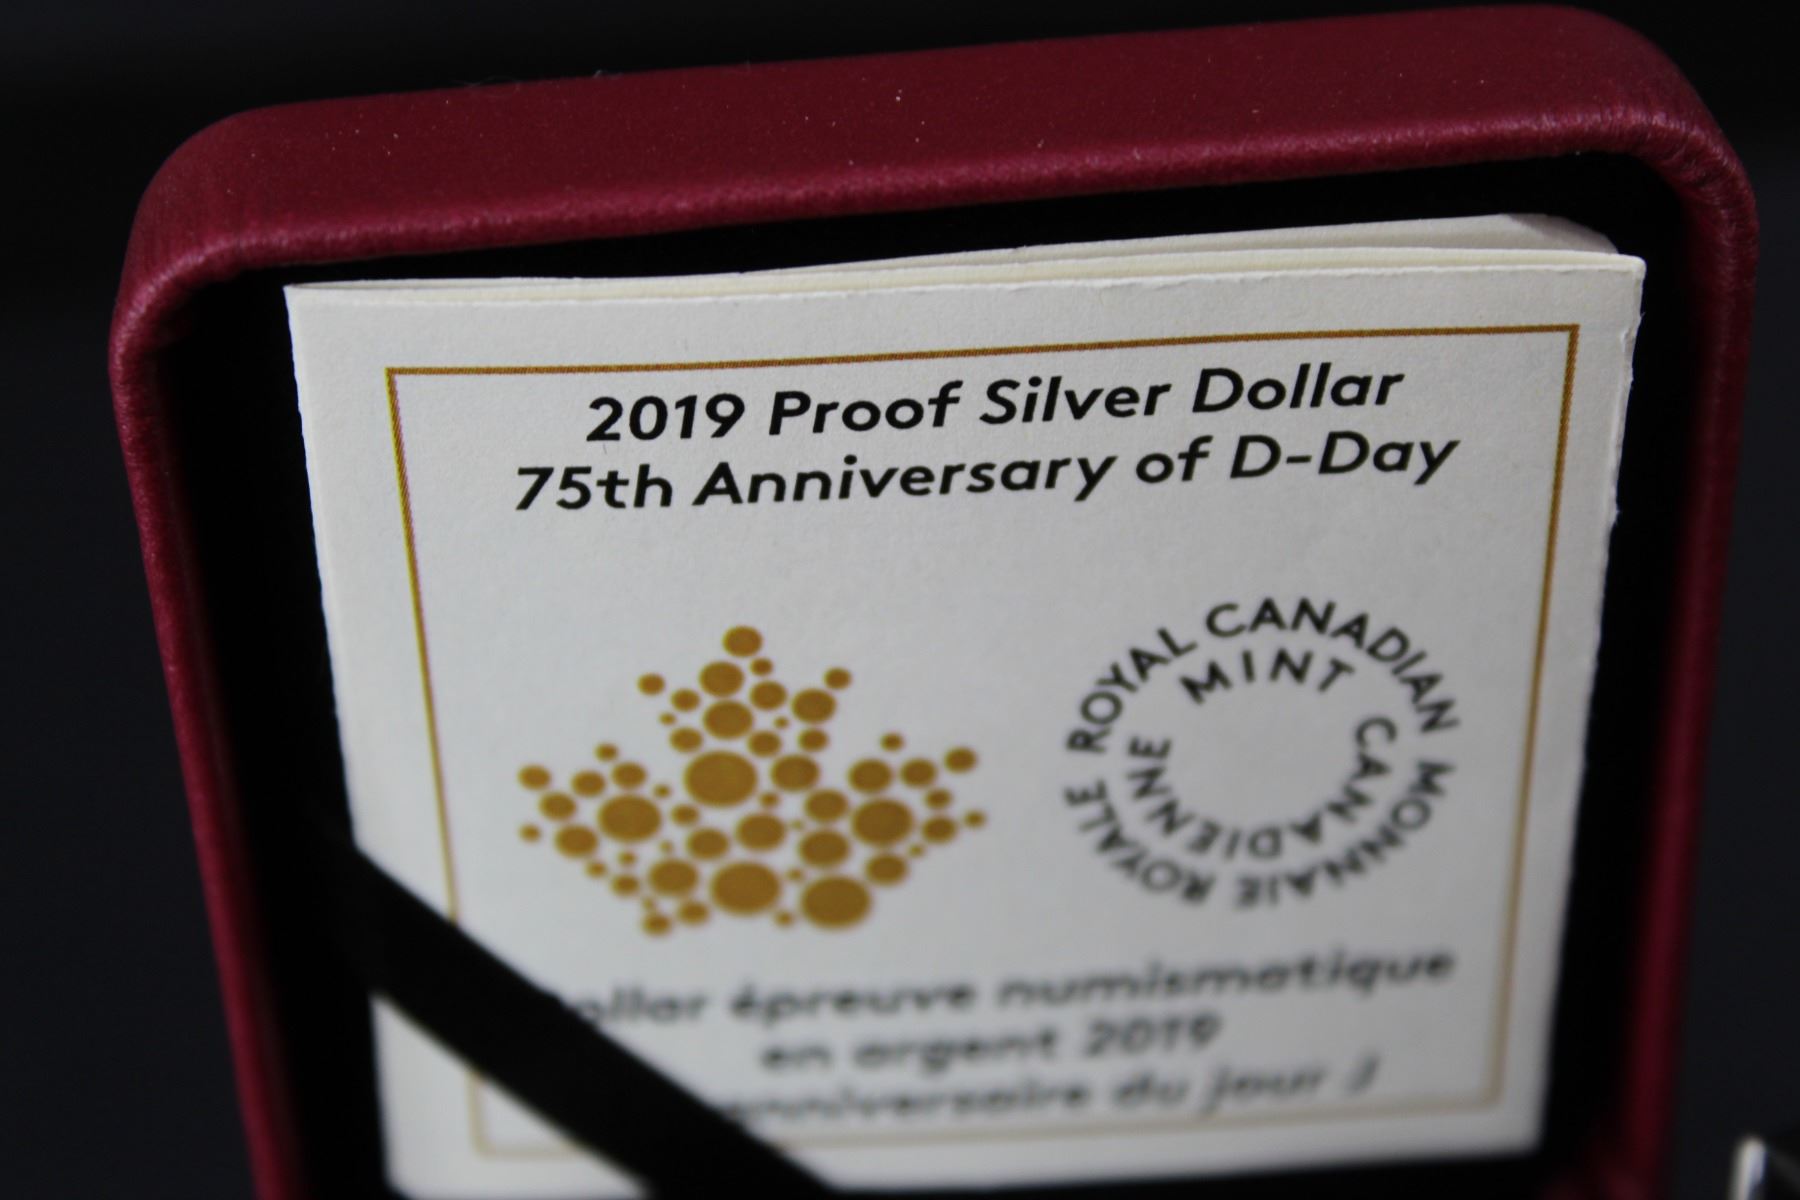 2019 Proof Silver Dollar
75th Anniversary of D-Day
ROYAL CANADIAN MINT
MONNAIE ROYALE CANADIENNE
ollar épreuve numismatique
en argent 2019
anniversaire du jour J